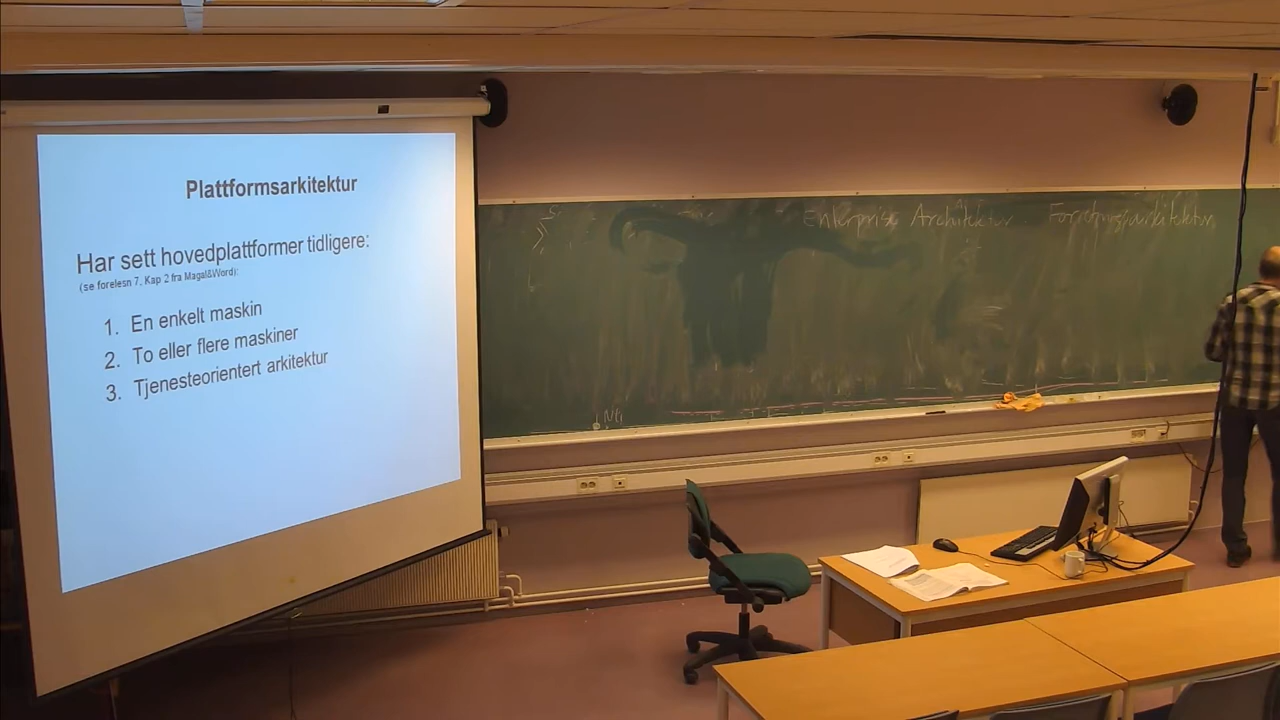 Plattformsarkitektur
Har sett hovedplattformer tidligere:
(se forelesn 7, Kap 2 fra Magal&Word):
1. En enkelt maskin
2. To eller flere maskiner
3. Tjenesteorientert arkitektur
Enterprise Arkitektur Forretningsarkitektur